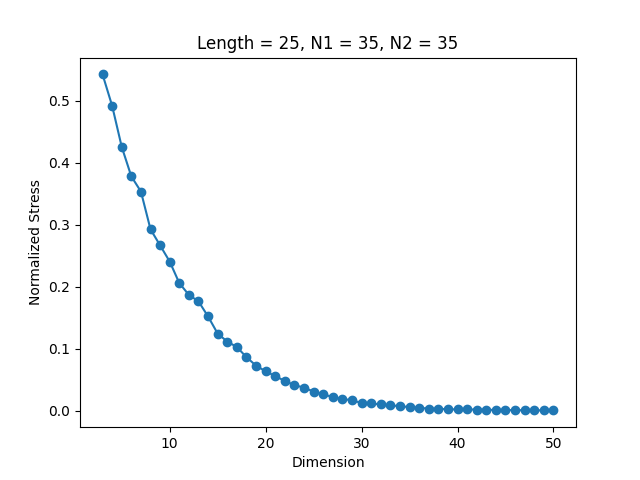 Length = 25, N1 = 35, N2 = 35
Normalized Stress
0.5
0.4
0.3
0.2
0.1
0.0
10 20 30 40 50
Dimension